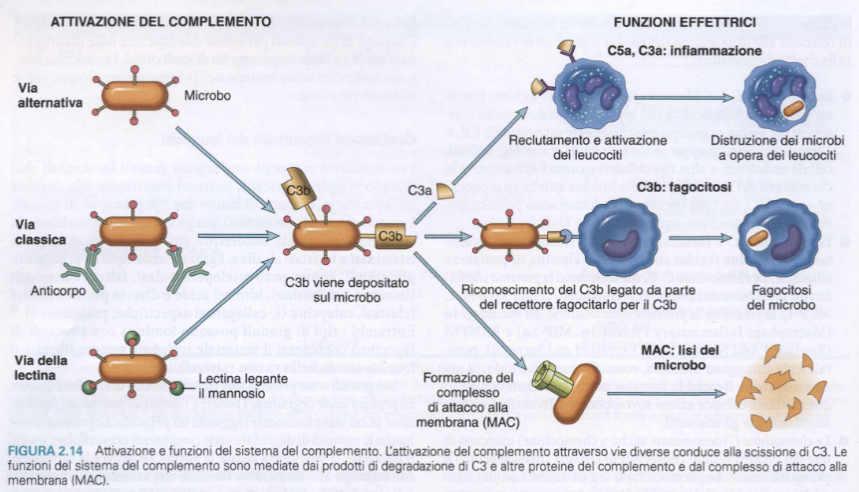 ATTIVAZIONE DEL COMPLEMENTO
FUNZIONI EFFETTRICI
Via
alternativa
Microbo
C5a, C3a: infiammazione
Reclutamento e attivazione
dei leucociti
Distruzione dei microbi
a opera dei leucociti
C3b
C3a
C3b: fagocitosi
Via
classica
C3b
Anticorpo
C3b viene depositato
sul microbo
Riconoscimento del C3b legato da parte
del recettore fagocitario per il C3b
Fagocitosi
del microbo
Via della
lectina
Lectina legante
il mannosio
Formazione del
complesso
di attacco alla
membrana (MAC)
MAC: lisi del
microbo
FIGURA 2.14 Attivazione e funzioni del sistema del complemento. L'attivazione del complemento attraverso vie diverse conduce alla scissione di C3. Le
funzioni del sistema del complemento sono mediate dai prodotti di degradazione di C3 e altre proteine del complemento e dal complesso di attacco alla
membrana (MAC).